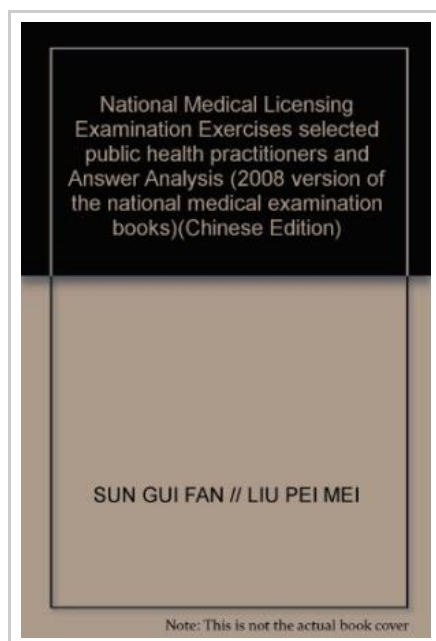 National Medical Licensing
Examination Exercises selected
public health practitioners and
Answer Analysis (2008 version of
the national medical examination
books)(Chinese Edition)
SUN GUI FAN // LIU PEI MEI
Note: This is not the actual book cover